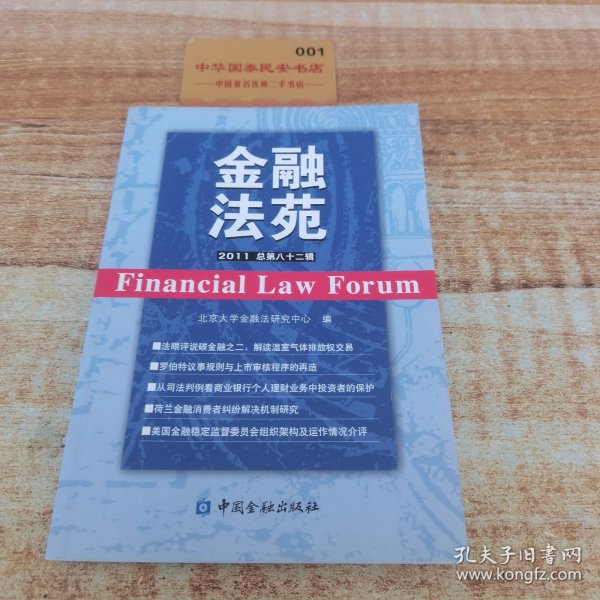 001
中华国泰民安书店
中国著名优惠二手书店
金融
法苑
2011 总第八十二辑
Financial Law Forum
北京大学金融法研究中心 编
■法眼评说碳金融之二：解读温室气体排放权交易
■罗伯特议事规则与上市审核程序的再造
■从司法判例看商业银行个人理财业务中投资者的保护
■荷兰金融消费者纠纷解决机制研究
■美国金融稳定监督委员会组织架构及运作情况介评
中国金融出版社
孔夫子旧书网
www.kongfz.com